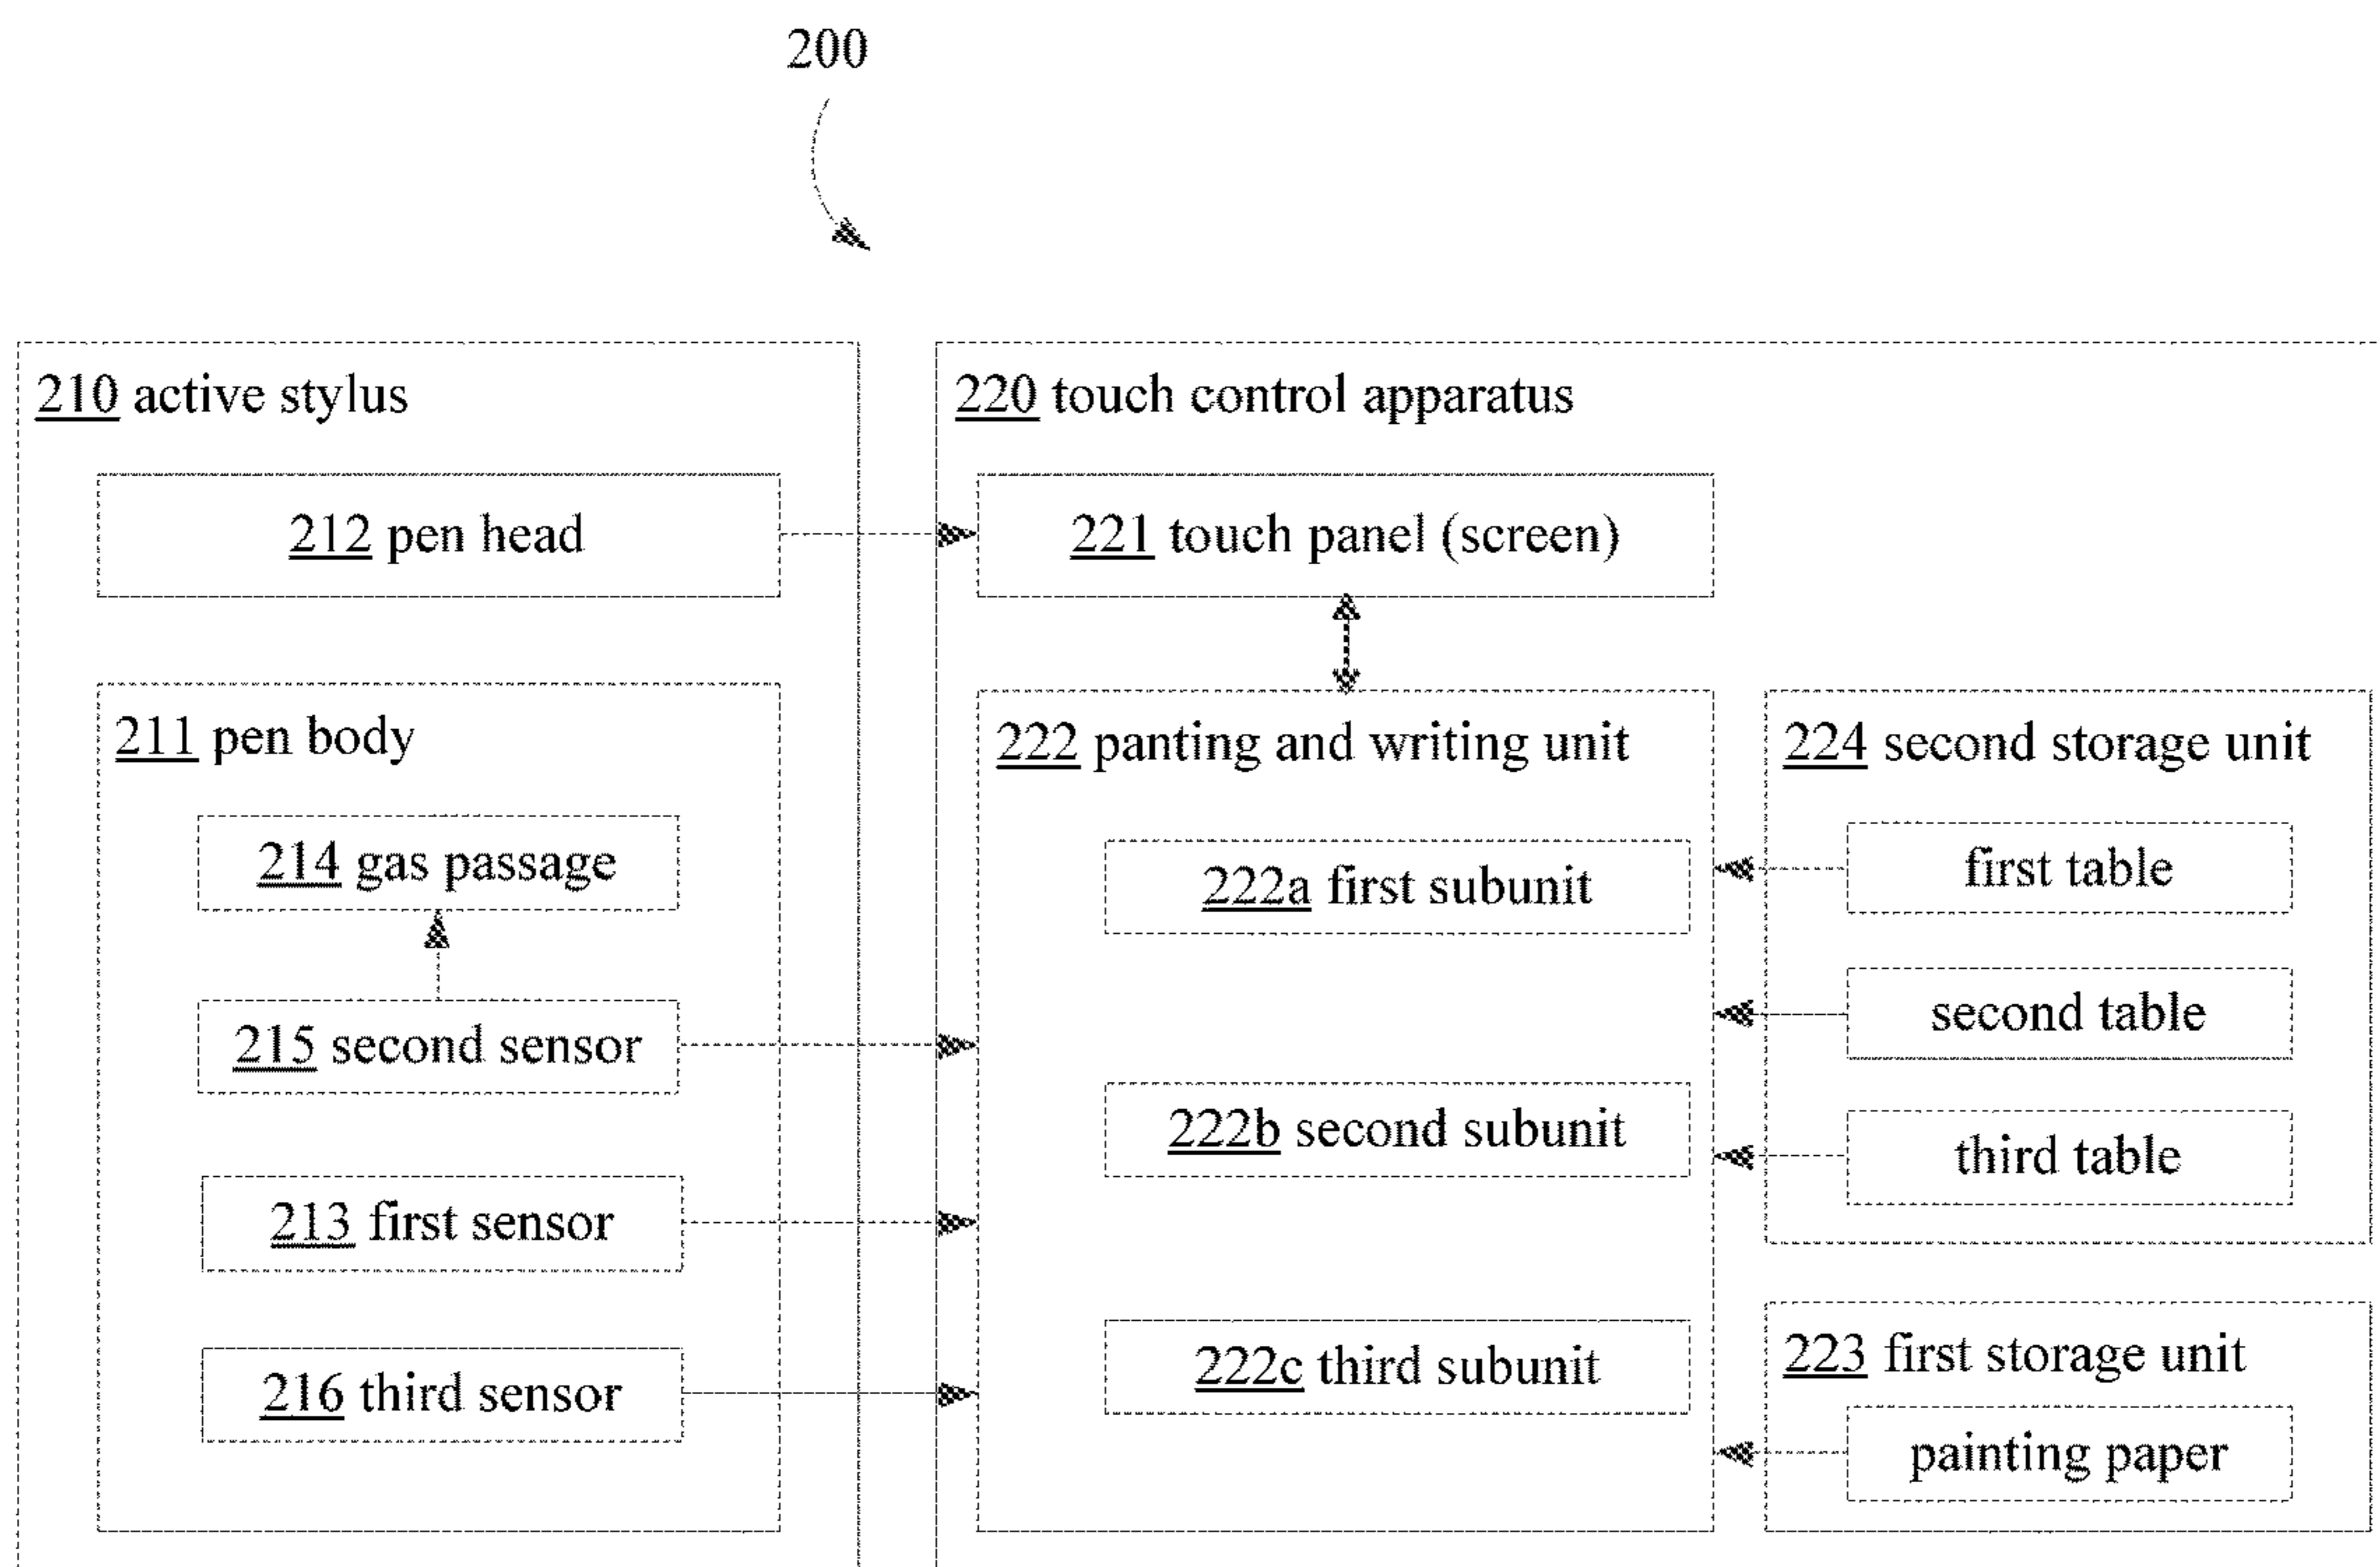 200
210 active stylus
212 pen head
211 pen body
214 gas passage
215 second sensor
213 first sensor
216 third sensor
220 touch control apparatus
221 touch panel (screen)
222 panting and writing unit
222a first subunit
222b second subunit
222c third subunit
224 second storage unit
first table
second table
third table
223 first storage unit
painting paper